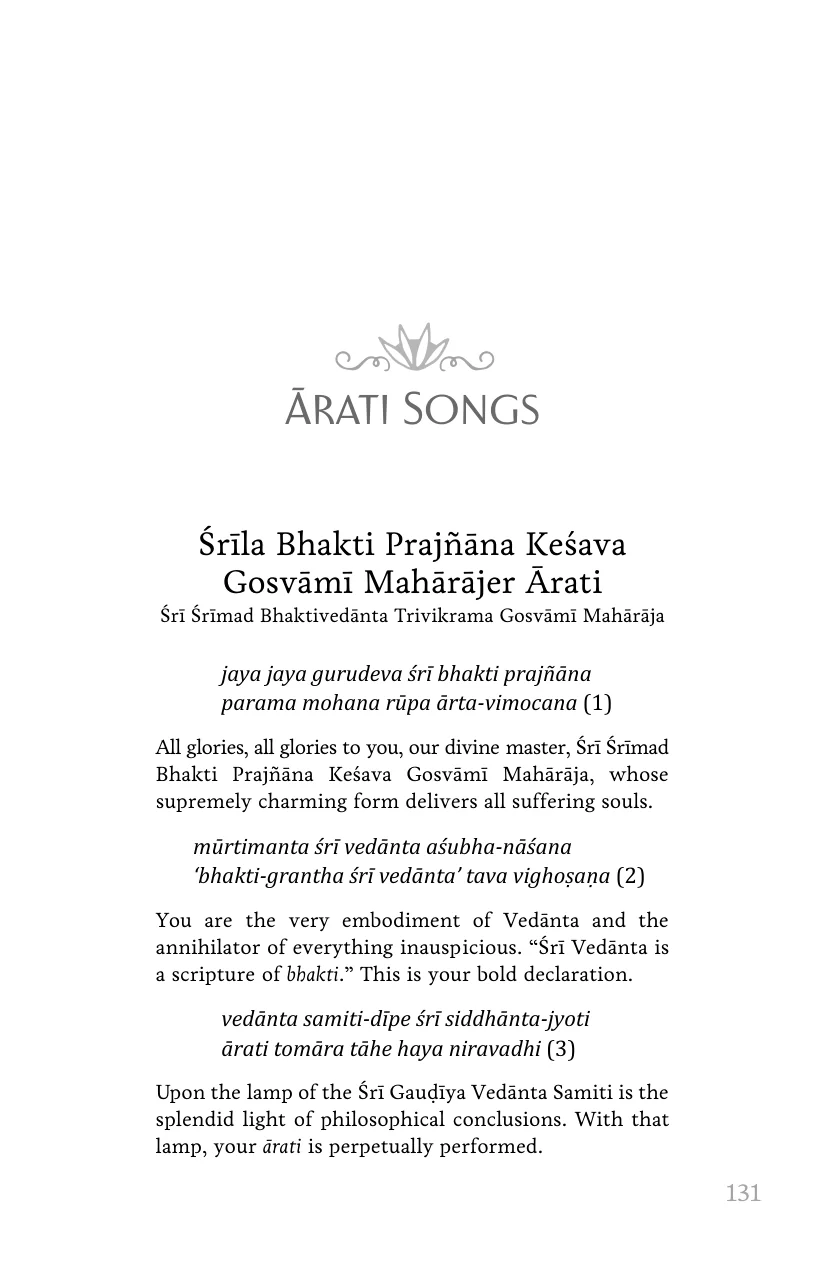 Ārati Songs
Śrīla Bhakti Prajñāna Keśava
Gosvāmī Mahārājer Ārati
Śrī Śrīmad Bhaktivedānta Trivikrama Gosvāmī Mahārāja
jaya jaya gurudeva śrī bhakti prajñāna
parama mohana rūpa ārta-vimocana (1)
All glories, all glories to you, our divine master, Śrī Śrīmad
Bhakti Prajñāna Keśava Gosvāmī Mahārāja, whose
supremely charming form delivers all suffering souls.
mūrtimanta śrī vedānta aśubha-nāśana
‘bhakti-grantha śrī vedānta’ tava vighoṣaṇa (2)
You are the very embodiment of Vedānta and the
annihilator of everything inauspicious. “Śrī Vedānta is
a scripture of bhakti.” This is your bold declaration.
vedānta samiti-dīpe śrī siddhānta-jyoti
ārati tomāra tāhe haya niravadhi (3)
Upon the lamp of the Śrī Gauḍīya Vedānta Samiti is the
splendid light of philosophical conclusions. With that
lamp, your ārati is perpetually performed.
131